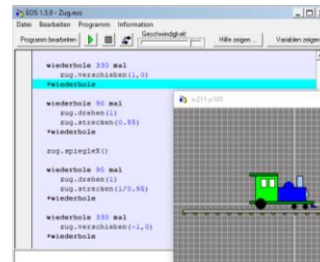 EOS 1.5.9 - Zug.eos
Datei Bearbeiten Programm Information
Programm bearbeiten
Geschwindigkeit:
Hilfe zeigen ...
Variablen zeigen
wiederhole 330 mal
zug.verschieben(1,0)
*wiederhole
wiederhole 90 mal
zug.drehen(1)
zug.strecken(0.95)
*wiederhole
zug.spiegleX()
wiederhole 90 mal
zug.drehen(1)
zug.strecken(1/0.95)
*wiederhole
wiederhole 330 mal
zug.verschieben(-1,0)
*wiederhole